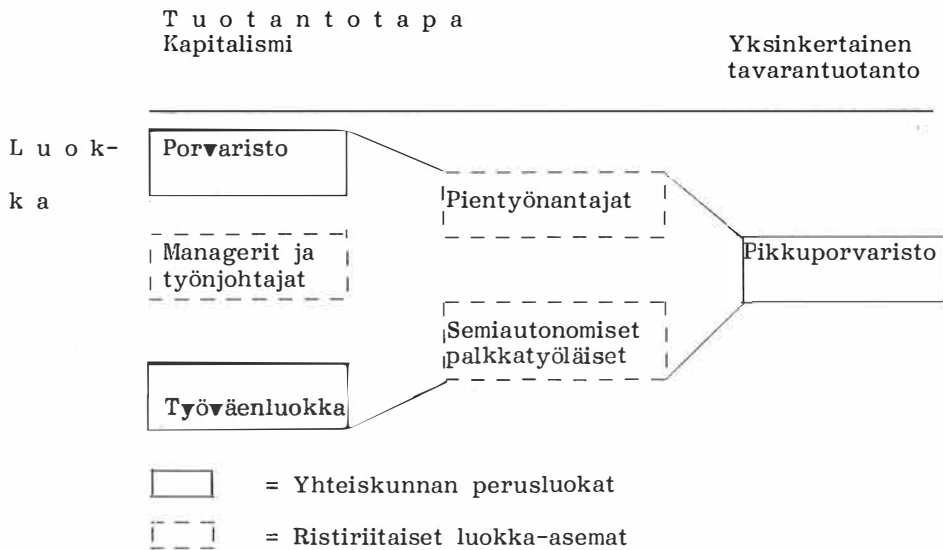 T u o t a n t o t a p a
Kapitalismi
Yksinkertainen
tavarantuotanto
L u o k -
k a
Porvaristo
Managerit ja
työnjohtajat
Työväenluokka
Pientyönantajat
Semiautonomiset
palkkatyöläiset
Pikkuporvaristo
= Yhteiskunnan perusluokat
= Ristiriitaiset luokka-asemat